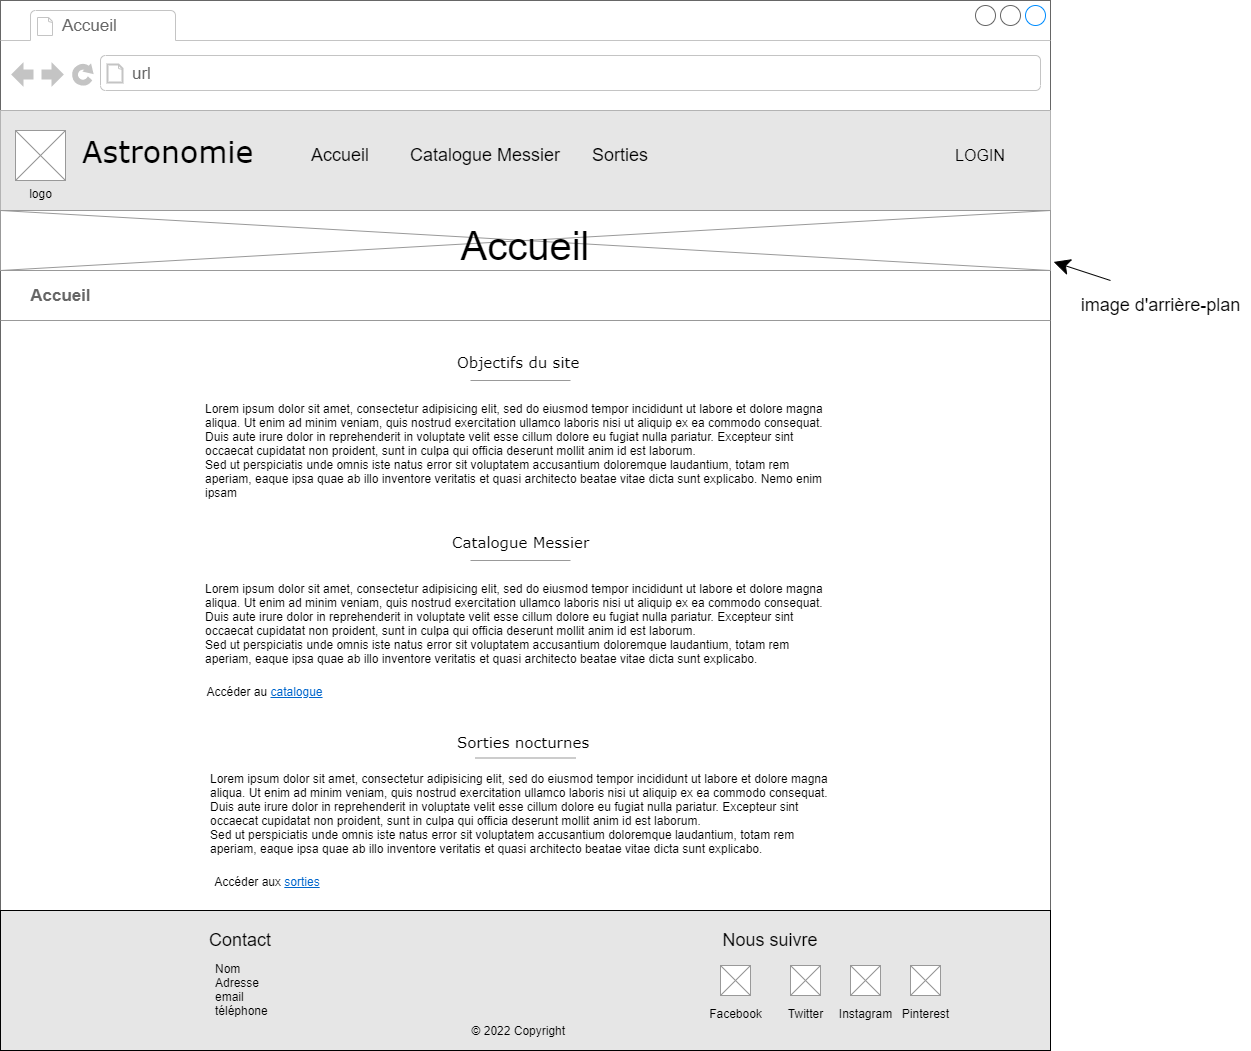 Accueil
url
Astronomie
Accueil
Catalogue Messier
Sorties
LOGIN
logo
Accueil
image d'arrière-plan
Accueil
Objectifs du site
Lorem ipsum dolor sit amet, consectetur adipisicing elit, sed do eiusmod tempor incididunt ut labore et dolore magna
aliqua. Ut enim ad minim veniam, quis nostrud exercitation ullamco laboris nisi ut aliquip ex ea commodo consequat.
Duis aute irure dolor in reprehenderit in voluptate velit esse cillum dolore eu fugiat nulla pariatur. Excepteur sint
occaecat cupidatat non proident, sunt in culpa qui officia deserunt mollit anim id est laborum.
Sed ut perspiciatis unde omnis iste natus error sit voluptatem accusantium doloremque laudantium, totam rem
aperiam, eaque ipsa quae ab illo inventore veritatis et quasi architecto beatae vitae dicta sunt explicabo. Nemo enim
ipsam
Catalogue Messier
Lorem ipsum dolor sit amet, consectetur adipisicing elit, sed do eiusmod tempor incididunt ut labore et dolore magna
aliqua. Ut enim ad minim veniam, quis nostrud exercitation ullamco laboris nisi ut aliquip ex ea commodo consequat.
Duis aute irure dolor in reprehenderit in voluptate velit esse cillum dolore eu fugiat nulla pariatur. Excepteur sint
occaecat cupidatat non proident, sunt in culpa qui officia deserunt mollit anim id est laborum.
Sed ut perspiciatis unde omnis iste natus error sit voluptatem accusantium doloremque laudantium, totam rem
aperiam, eaque ipsa quae ab illo inventore veritatis et quasi architecto beatae vitae dicta sunt explicabo.
Accéder au catalogue
Sorties nocturnes
Lorem ipsum dolor sit amet, consectetur adipisicing elit, sed do eiusmod tempor incididunt ut labore et dolore magna
aliqua. Ut enim ad minim veniam, quis nostrud exercitation ullamco laboris nisi ut aliquip ex ea commodo consequat.
Duis aute irure dolor in reprehenderit in voluptate velit esse cillum dolore eu fugiat nulla pariatur. Excepteur sint
occaecat cupidatat non proident, sunt in culpa qui officia deserunt mollit anim id est laborum.
Sed ut perspiciatis unde omnis iste natus error sit voluptatem accusantium doloremque laudantium, totam rem
aperiam, eaque ipsa quae ab illo inventore veritatis et quasi architecto beatae vitae dicta sunt explicabo.
Accéder aux sorties
Contact
Nom
Adresse
email
téléphone
Nous suivre
Facebook
Twitter
Instagram
Pinterest
© 2022 Copyright